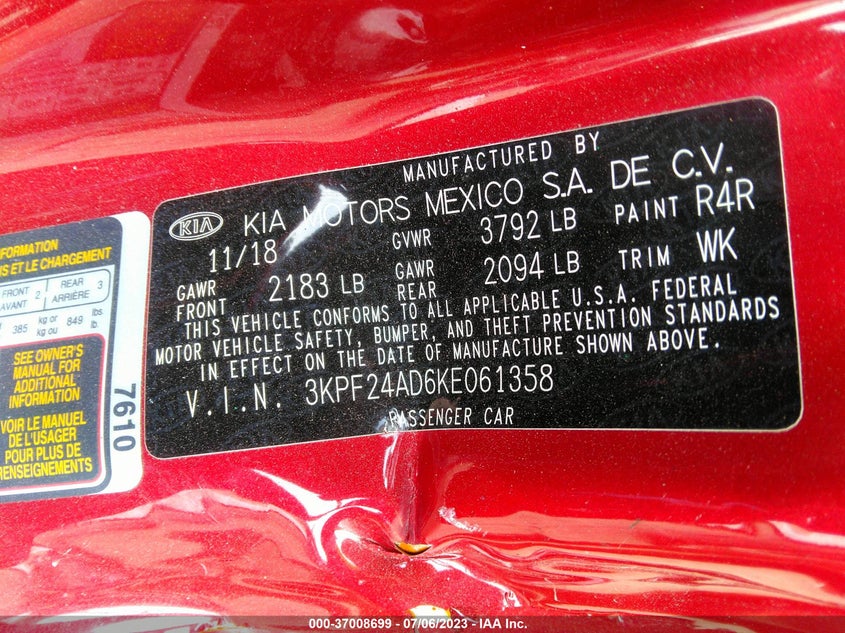 MANUFACTURED BY
KIA KIA MOTORS MEXICO S.A. DE C.V.
11/18 GVWR 3792 LB PAINT R4R
GAWR FRONT 2183 LB GAWR REAR 2094 LB TRIM WK
THIS VEHICLE CONFORMS TO ALL APPLICABLE U.S.A. FEDERAL
MOTOR VEHICLE SAFETY, BUMPER, AND THEFT PREVENTION STANDARDS
IN EFFECT ON THE DATE OF MANUFACTURE SHOWN ABOVE.
V.I.N. 3KPF24AD6KE061358
PASSENGER CAR
ET LE CHARGEMENT
FRONT 2 REAR 3
AVANT ARRIÈRE
385 kg or kg ou 849 lbs lb.
SEE OWNER'S
MANUAL FOR
ADDITIONAL
INFORMATION
VOIR LE MANUEL
DE L'USAGER
POUR PLUS DE
RENSEIGNEMENTS
7610
000-37008699 - 07/06/2023 - IAA Inc.